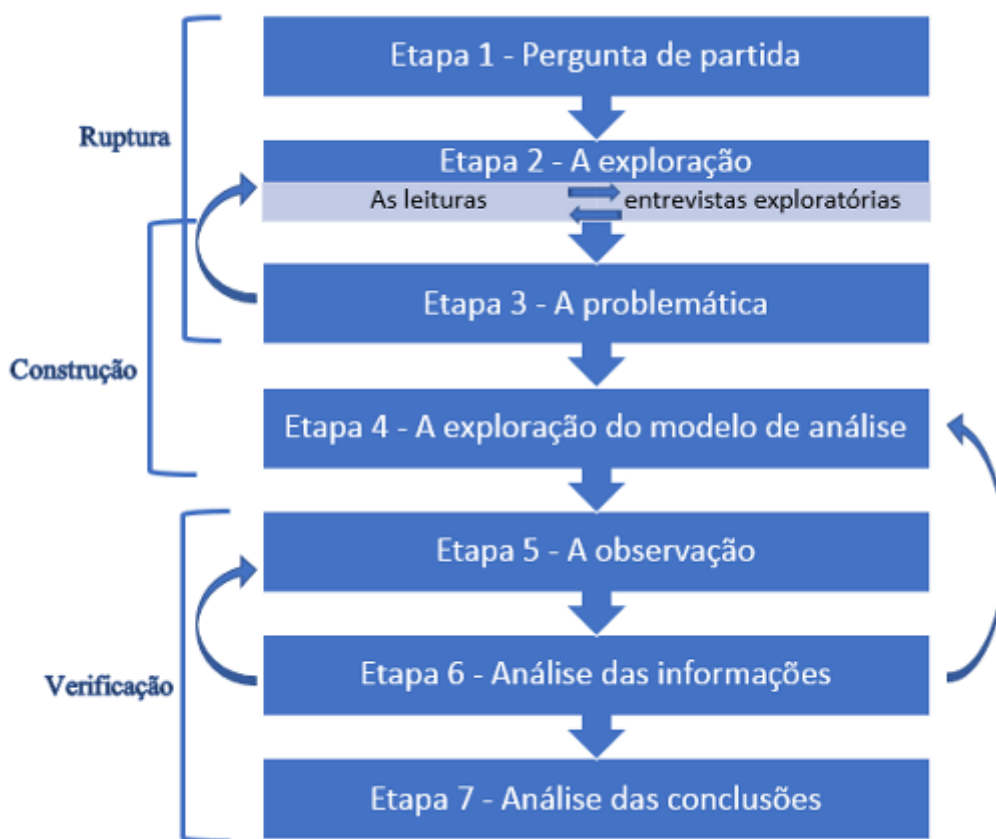 Etapa 1 - Pergunta de partida
Ruptura
Etapa 2 - A exploração
As leituras
entrevistas exploratórias
Etapa 3 - A problemática
Construção
Etapa 4 - A exploração do modelo de análise
Etapa 5 - A observação
Verificação
Etapa 6 - Análise das informações
Etapa 7 - Análise das conclusões